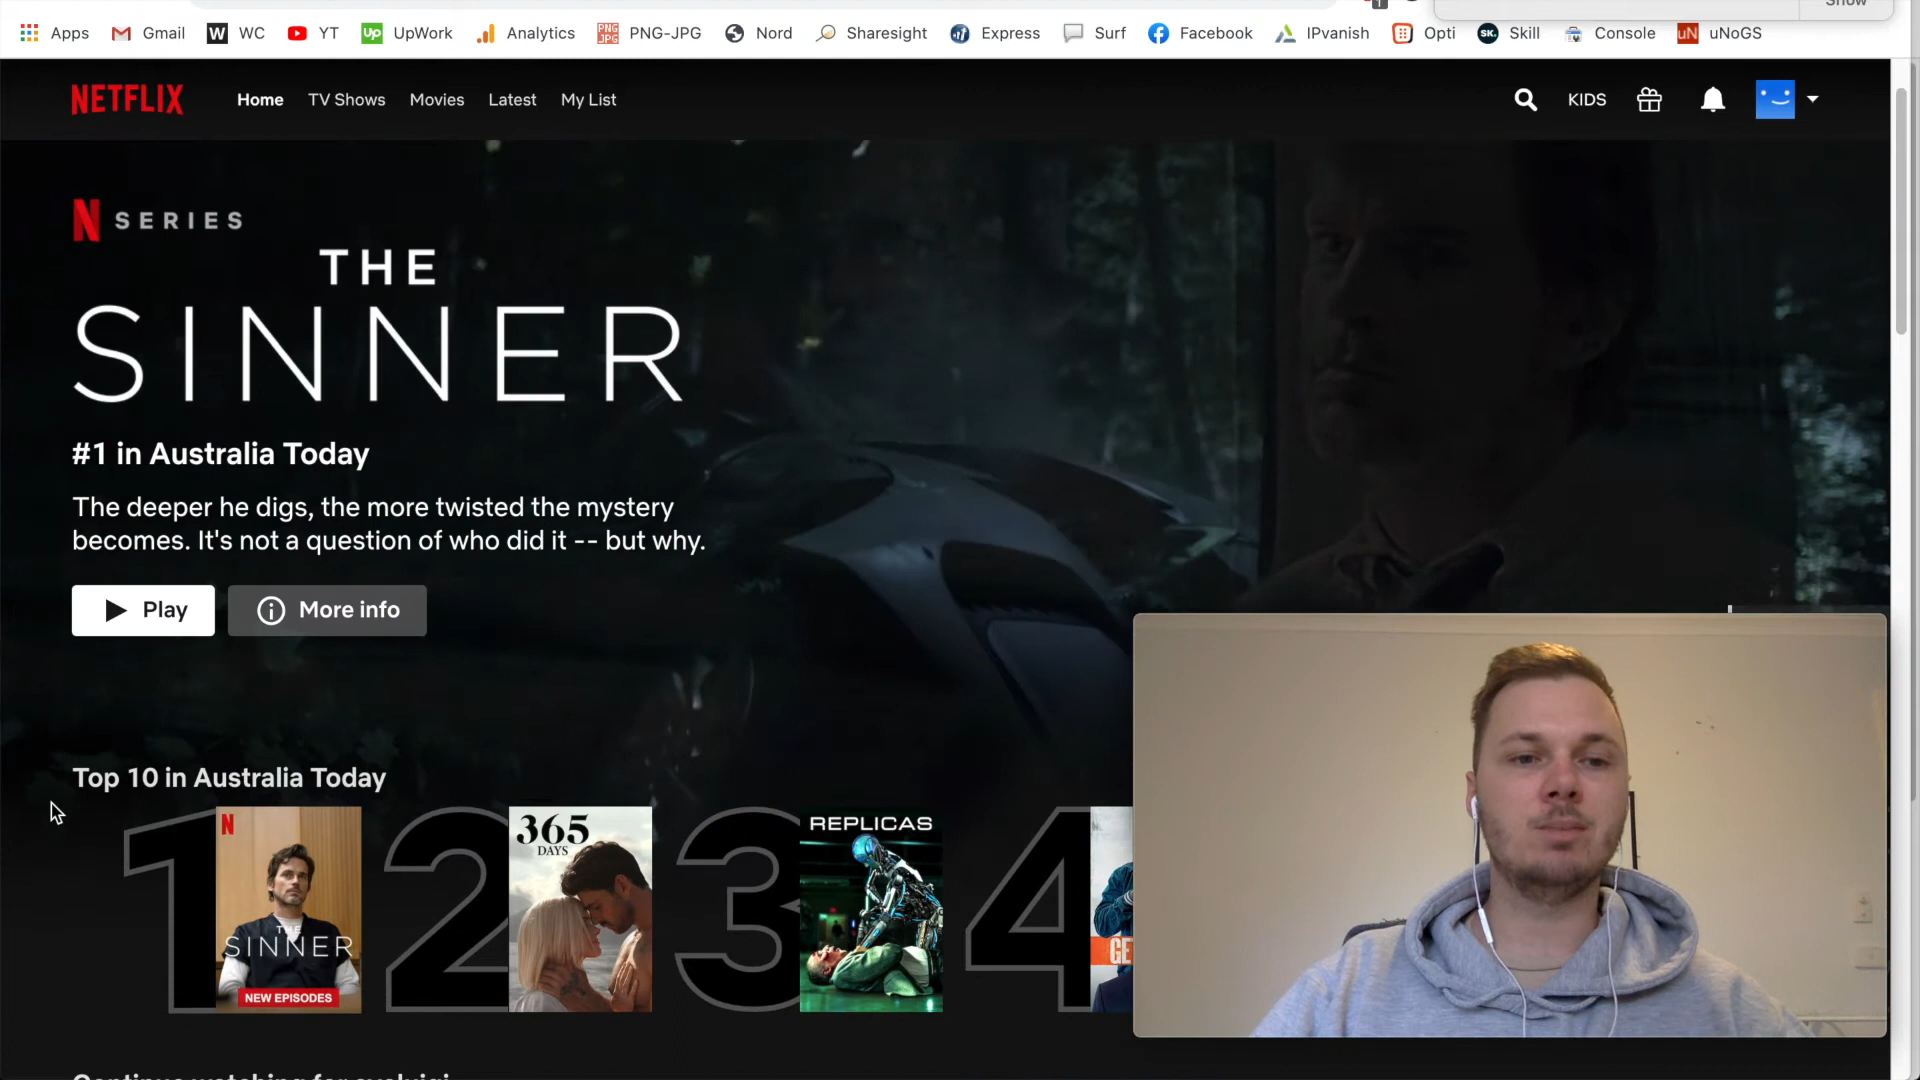 Show
Apps Gmail WC YT UpWork Analytics PNG-JPG Nord Sharesight Express Surf Facebook IPvanish Opti Skill Console uNoGS
NETFLIX Home TV Shows Movies Latest My List KIDS
N SERIES
THE
SINNER
#1 in Australia Today
The deeper he digs, the more twisted the mystery
becomes. It's not a question of who did it -- but why.
Play More info
Top 10 in Australia Today
1 2 3 4
N
THE
SINNER
NEW EPISODES
365
DAYS
REPLICAS
GE